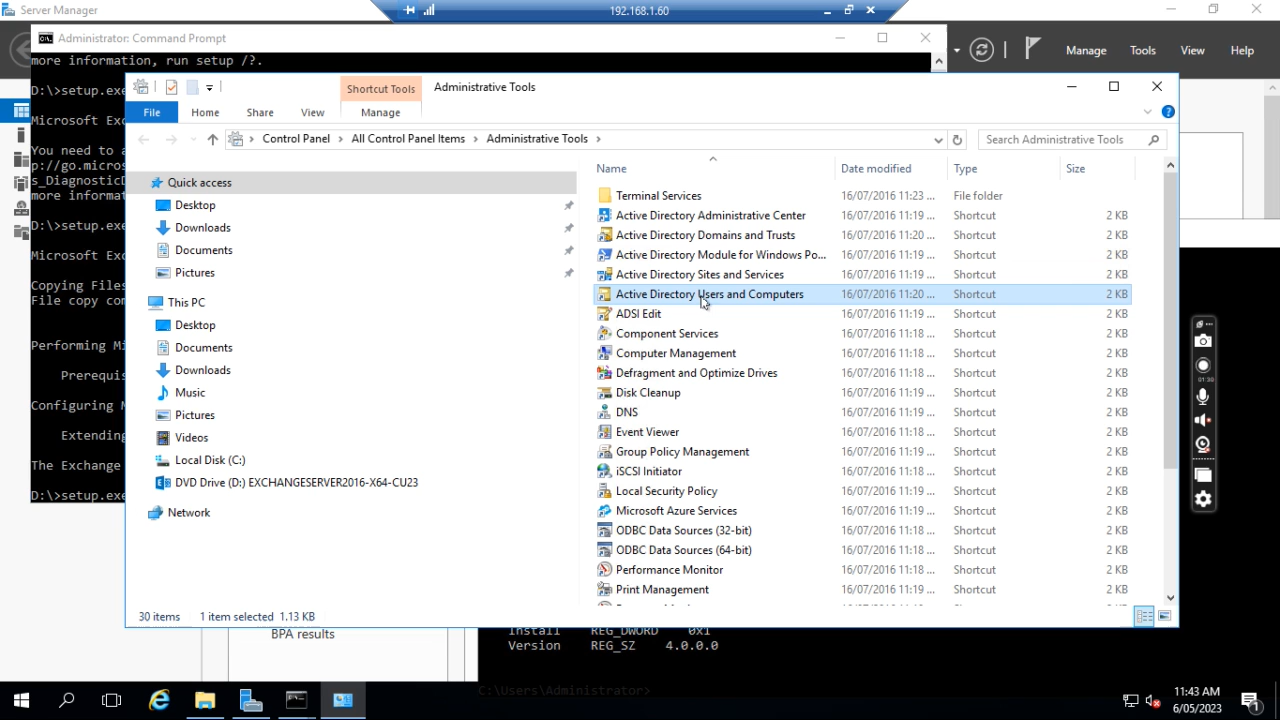 Server Manager
192.168.1.60
Administrator: Command Prompt
Manage
Tools
View
Help
more information, run setup /?.
D:\>setup.exe
Microsoft Exc
You need to a
p://go.micros
s_DiagnosticD
more informat
D:\>setup.exe
Microsoft Exc
Copying Files
File copy com
Performing Mi
Prerequis
Configuring M
Extending
The Exchange
D:\>setup.exe
Shortcut Tools
Administrative Tools
File
Home
Share
View
Manage
Control Panel
All Control Panel Items
Administrative Tools
Search Administrative Tools
Quick access
Desktop
Downloads
Documents
Pictures
This PC
Desktop
Documents
Downloads
Music
Pictures
Videos
Local Disk (C:)
DVD Drive (D:) EXCHANGESERVER2016-X64-CU23
Network
Name Date modified Type Size
Terminal Services 16/07/2016 11:23 ... File folder
Active Directory Administrative Center 16/07/2016 11:19 ... Shortcut 2 KB
Active Directory Domains and Trusts 16/07/2016 11:20 ... Shortcut 2 KB
Active Directory Module for Windows Po... 16/07/2016 11:19 ... Shortcut 2 KB
Active Directory Sites and Services 16/07/2016 11:19 ... Shortcut 2 KB
Active Directory Users and Computers 16/07/2016 11:20 ... Shortcut 2 KB
ADSI Edit 16/07/2016 11:19 ... Shortcut 2 KB
Component Services 16/07/2016 11:18 ... Shortcut 2 KB
Computer Management 16/07/2016 11:18 ... Shortcut 2 KB
Defragment and Optimize Drives 16/07/2016 11:18 ... Shortcut 2 KB
Disk Cleanup 16/07/2016 11:19 ... Shortcut 2 KB
DNS 16/07/2016 11:19 ... Shortcut 2 KB
Event Viewer 16/07/2016 11:18 ... Shortcut 2 KB
Group Policy Management 16/07/2016 11:19 ... Shortcut 2 KB
iSCSI Initiator 16/07/2016 11:18 ... Shortcut 2 KB
Local Security Policy 16/07/2016 11:19 ... Shortcut 2 KB
Microsoft Azure Services 16/07/2016 11:19 ... Shortcut 2 KB
ODBC Data Sources (32-bit) 16/07/2016 11:18 ... Shortcut 2 KB
ODBC Data Sources (64-bit) 16/07/2016 11:18 ... Shortcut 2 KB
Performance Monitor 16/07/2016 11:18 ... Shortcut 2 KB
Print Management 16/07/2016 11:19 ... Shortcut 2 KB
30 items 1 item selected 1.13 KB
01:30
BPA results
Install REG_DWORD 0x1
Version REG_SZ 4.0.0.0
C:\Users\Administrator>
11:43 AM
6/05/2023
1